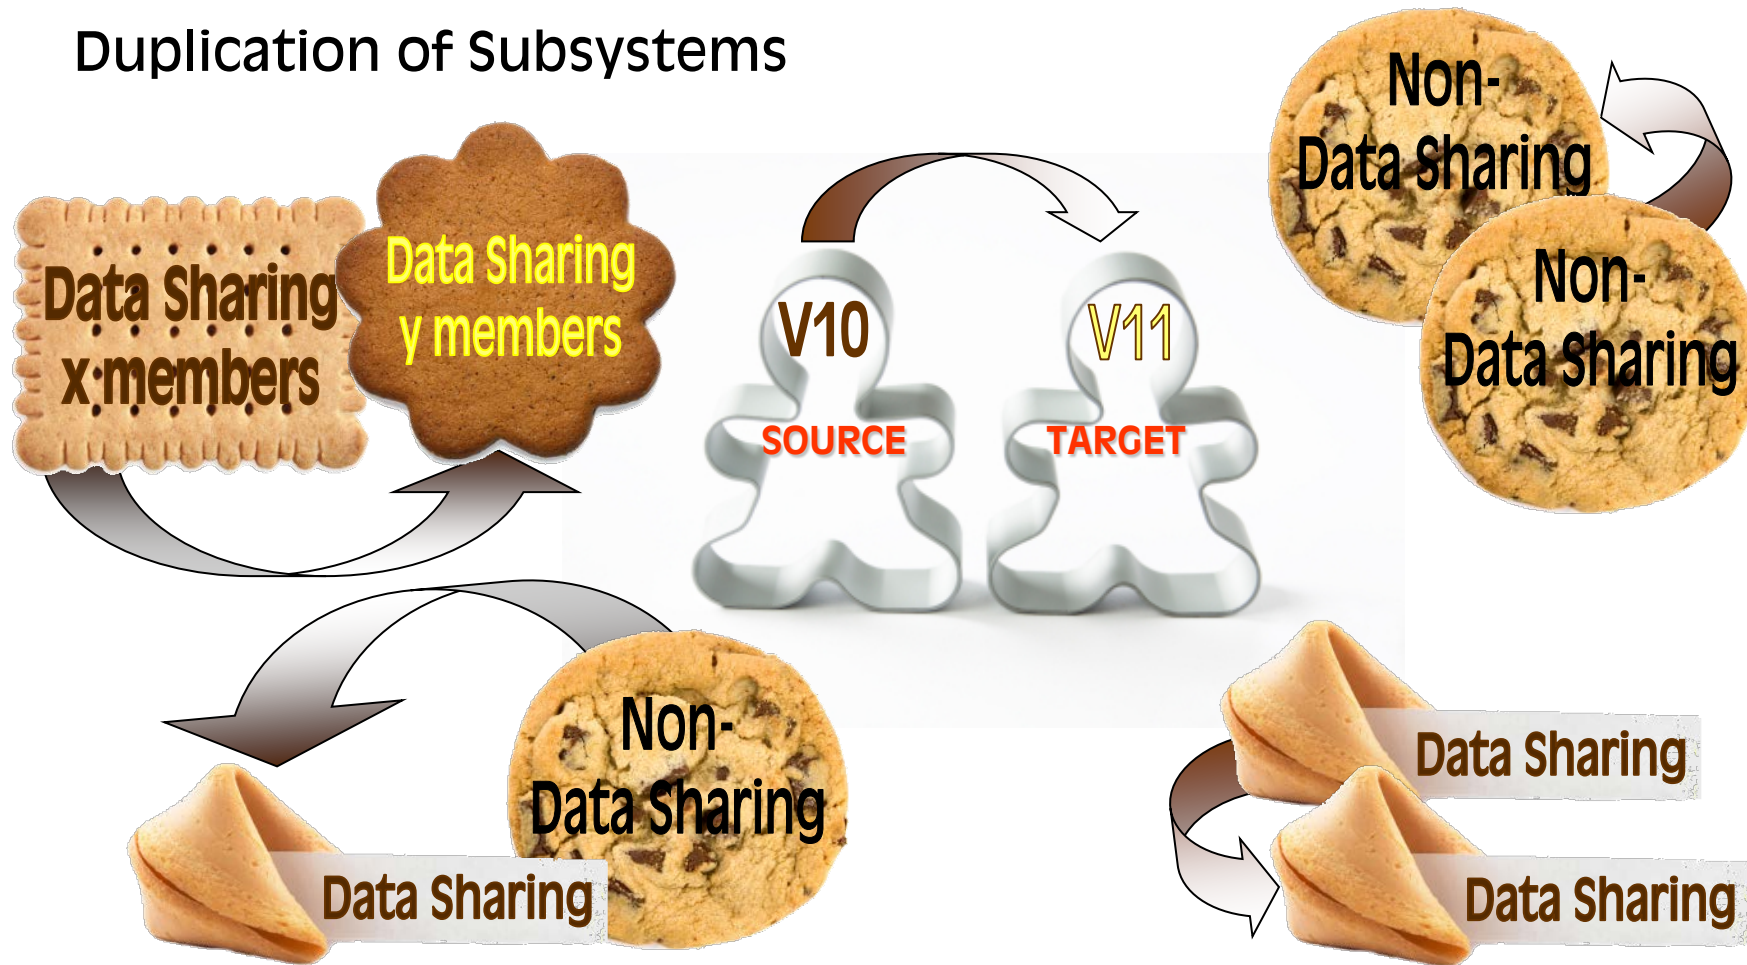 Duplication of Subsystems
Non-
Data Sharing
Non-
Data Sharing
Data Sharing
x members
Data Sharing
y members
V10
SOURCE
V11
TARGET
Non-
Data Sharing
Data Sharing
Data Sharing
Data Sharing